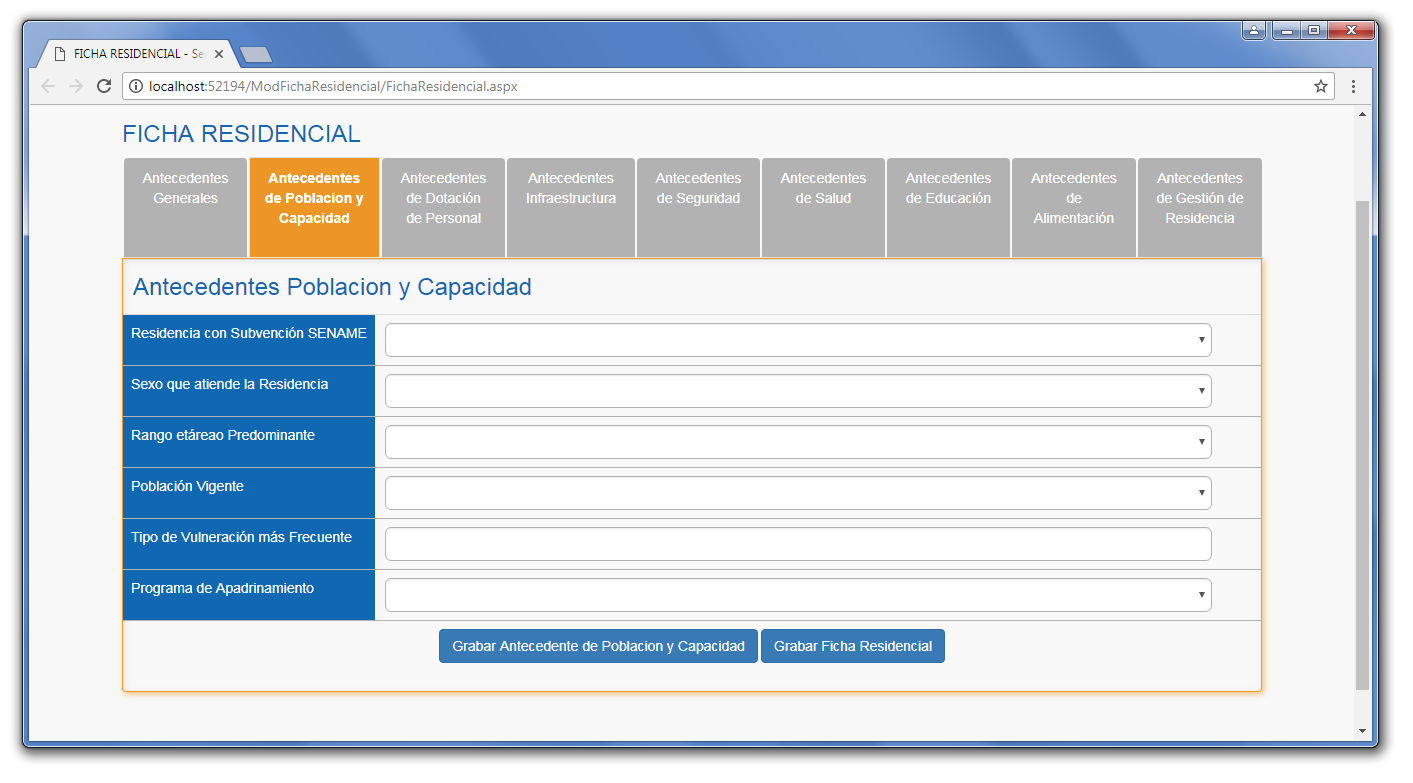 FICHA RESIDENCIAL - Se
localhost:52194/ModFichaResidencial/FichaResidencial.aspx
FICHA RESIDENCIAL
Antecedentes
Generales
Antecedentes
de Poblacion y
Capacidad
Antecedentes
de Dotación
de Personal
Antecedentes
Infraestructura
Antecedentes
de Seguridad
Antecedentes
de Salud
Antecedentes
de Educación
Antecedentes
de
Alimentación
Antecedentes
de Gestión de
Residencia
Antecedentes Poblacion y Capacidad
Residencia con Subvención SENAME
Sexo que atiende la Residencia
Rango etáreao Predominante
Población Vigente
Tipo de Vulneración más Frecuente
Programa de Apadrinamiento
Grabar Antecedente de Poblacion y Capacidad
Grabar Ficha Residencial